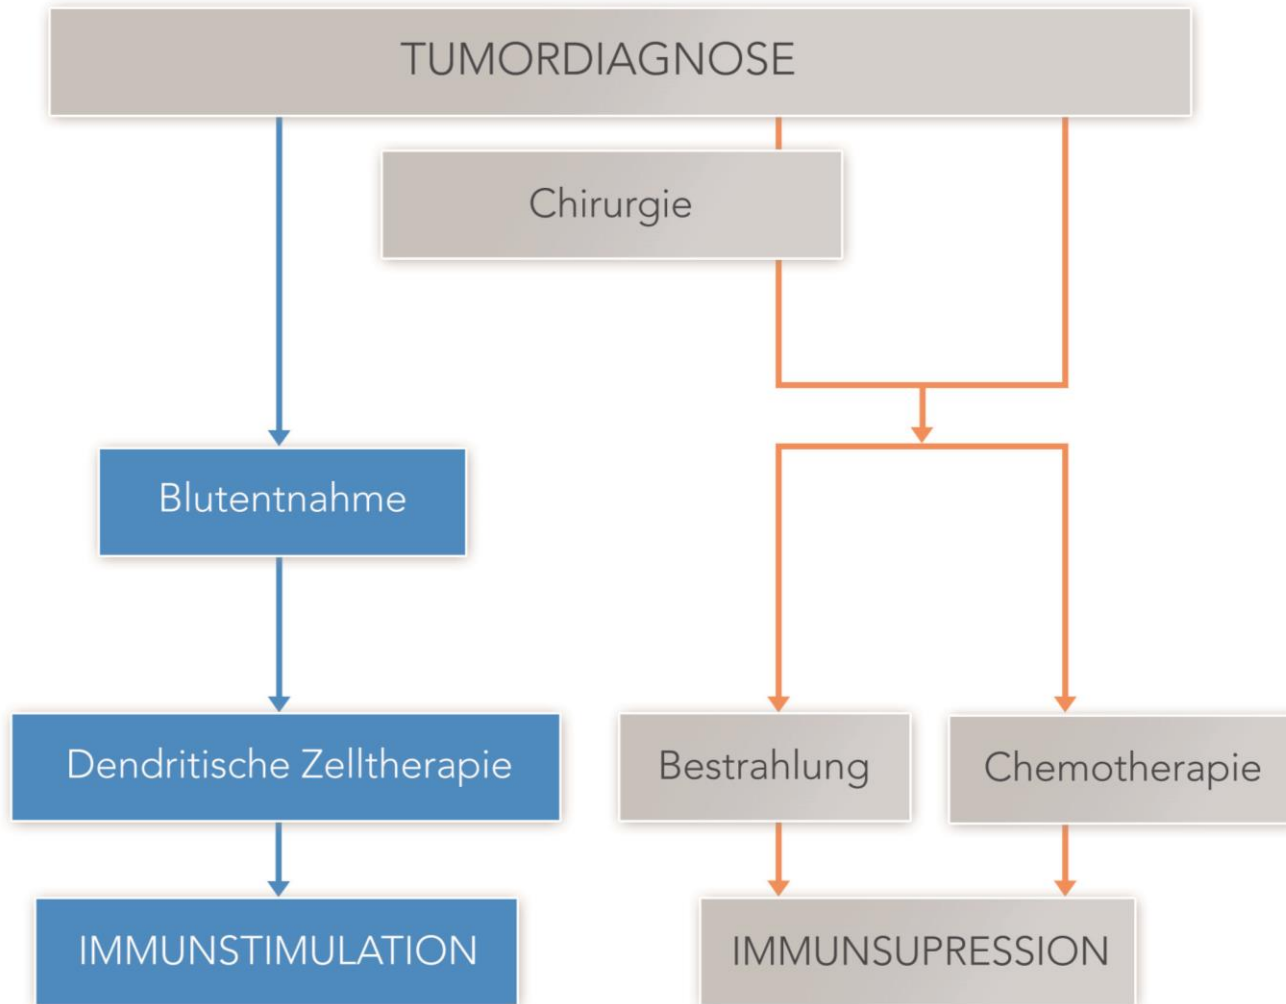 TUMORDIAGNOSE
Chirurgie
Blutentnahme
Dendritische Zelltherapie
Bestrahlung
Chemotherapie
IMMUNSTIMULATION
IMMUNSUPRESSION